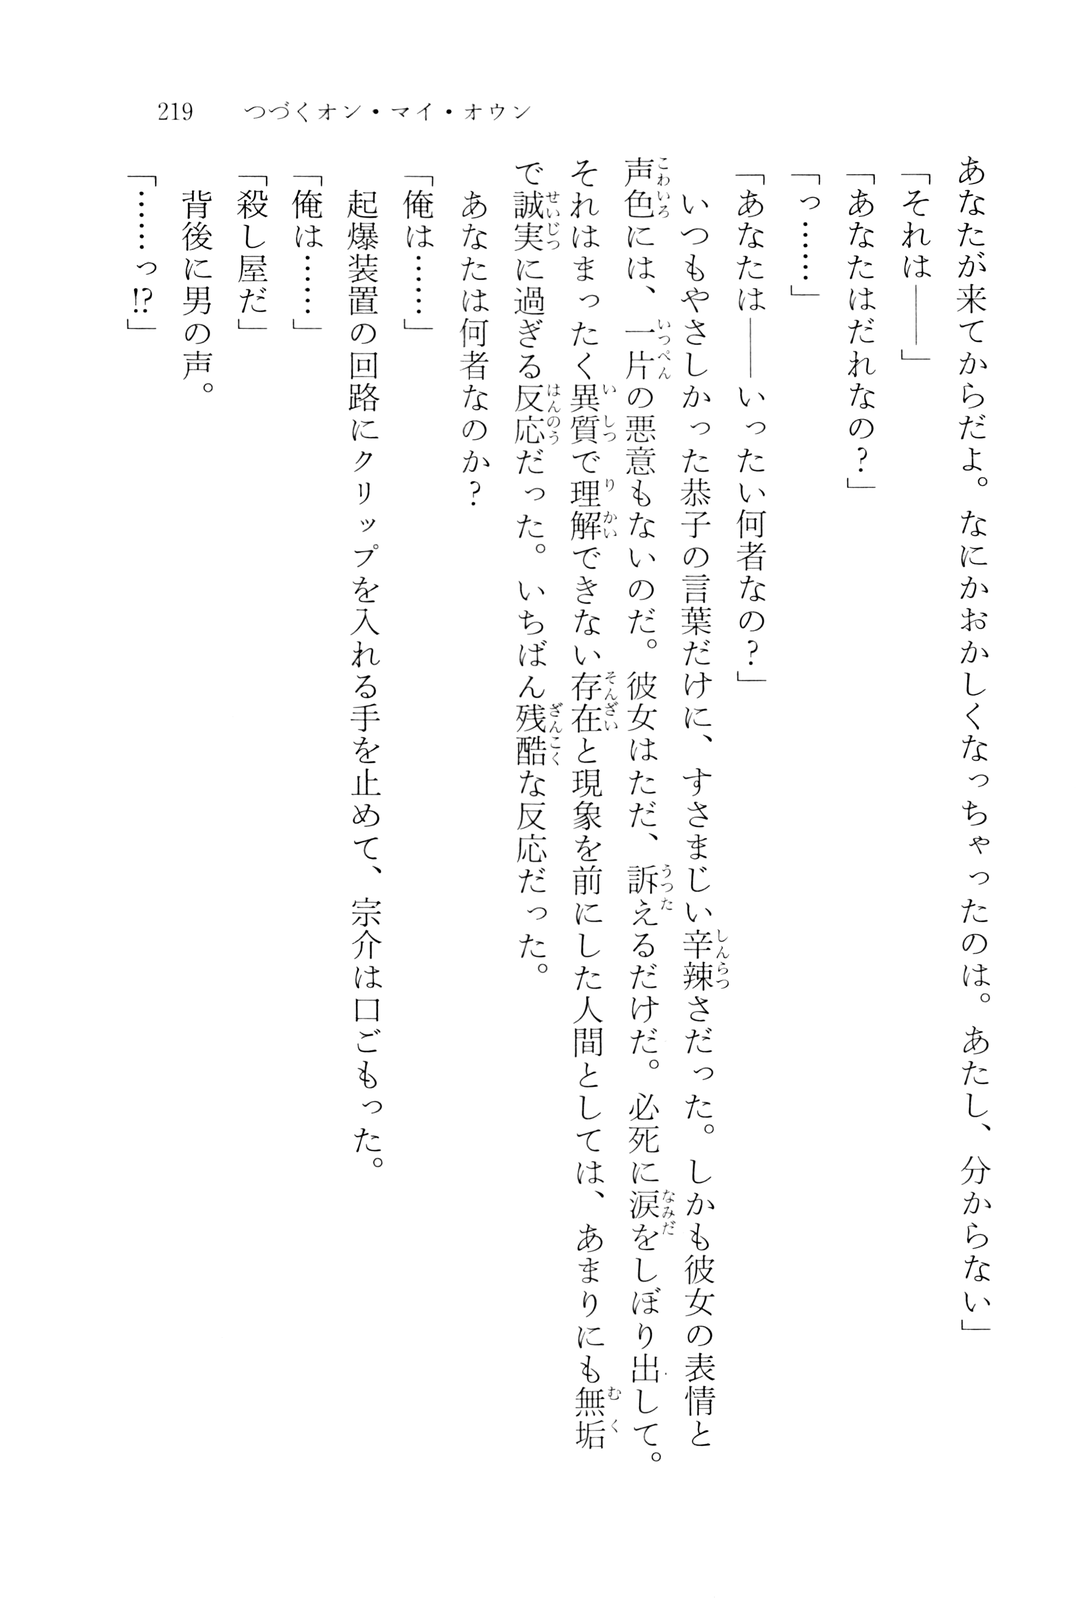 219　つづくオン・マイ・オウン
あなたが来てからだよ。なにかおかしくなっちゃったのは。あたし、分からない」
「それは――」
「あなたはだれなの？」
「っ……」
「あなたは――いったい何者なの？」
　いつもやさしかった恭子の言葉だけに、すさまじい辛辣さだった。しかも彼女の表情と
声色には、一片の悪意もないのだ。彼女はただ、訴えるだけだ。必死に涙をしぼり出して。
それはまったく異質で理解できない存在と現象を前にした人間としては、あまりにも無垢
で誠実に過ぎる反応だった。いちばん残酷な反応だった。
　あなたは何者なのか？
「俺は……」
　起爆装置の回路にクリップを入れる手を止めて、宗介は口ごもった。
「俺は……」
「殺し屋だ」
　背後に男の声。
「……っ!?」